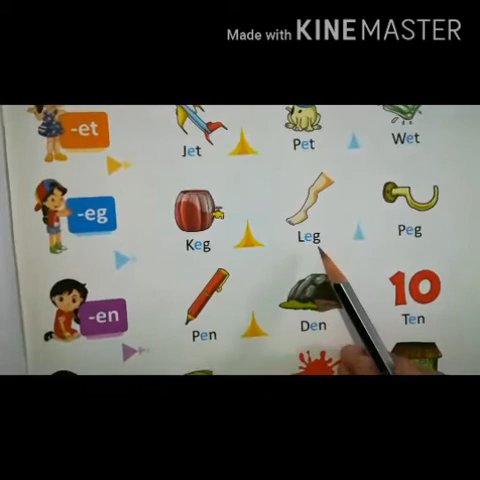 Made with KINEMASTER
-et
Jet Pet Wet
-eg
Keg Leg Peg
-en
10
Pen Den Ten